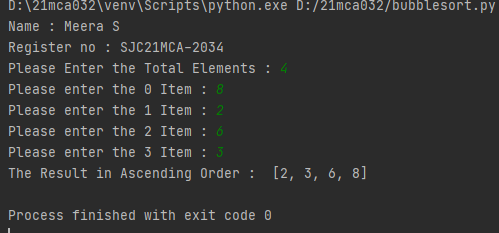 D:\21mca032\venv\Scripts\python.exe D:/21mca032/bubblesort.py
Name : Meera S
Register no : SJC21MCA-2034
Please Enter the Total Elements : 4
Please enter the 0 Item : 8
Please enter the 1 Item : 2
Please enter the 2 Item : 6
Please enter the 3 Item : 3
The Result in Ascending Order :  [2, 3, 6, 8]
Process finished with exit code 0